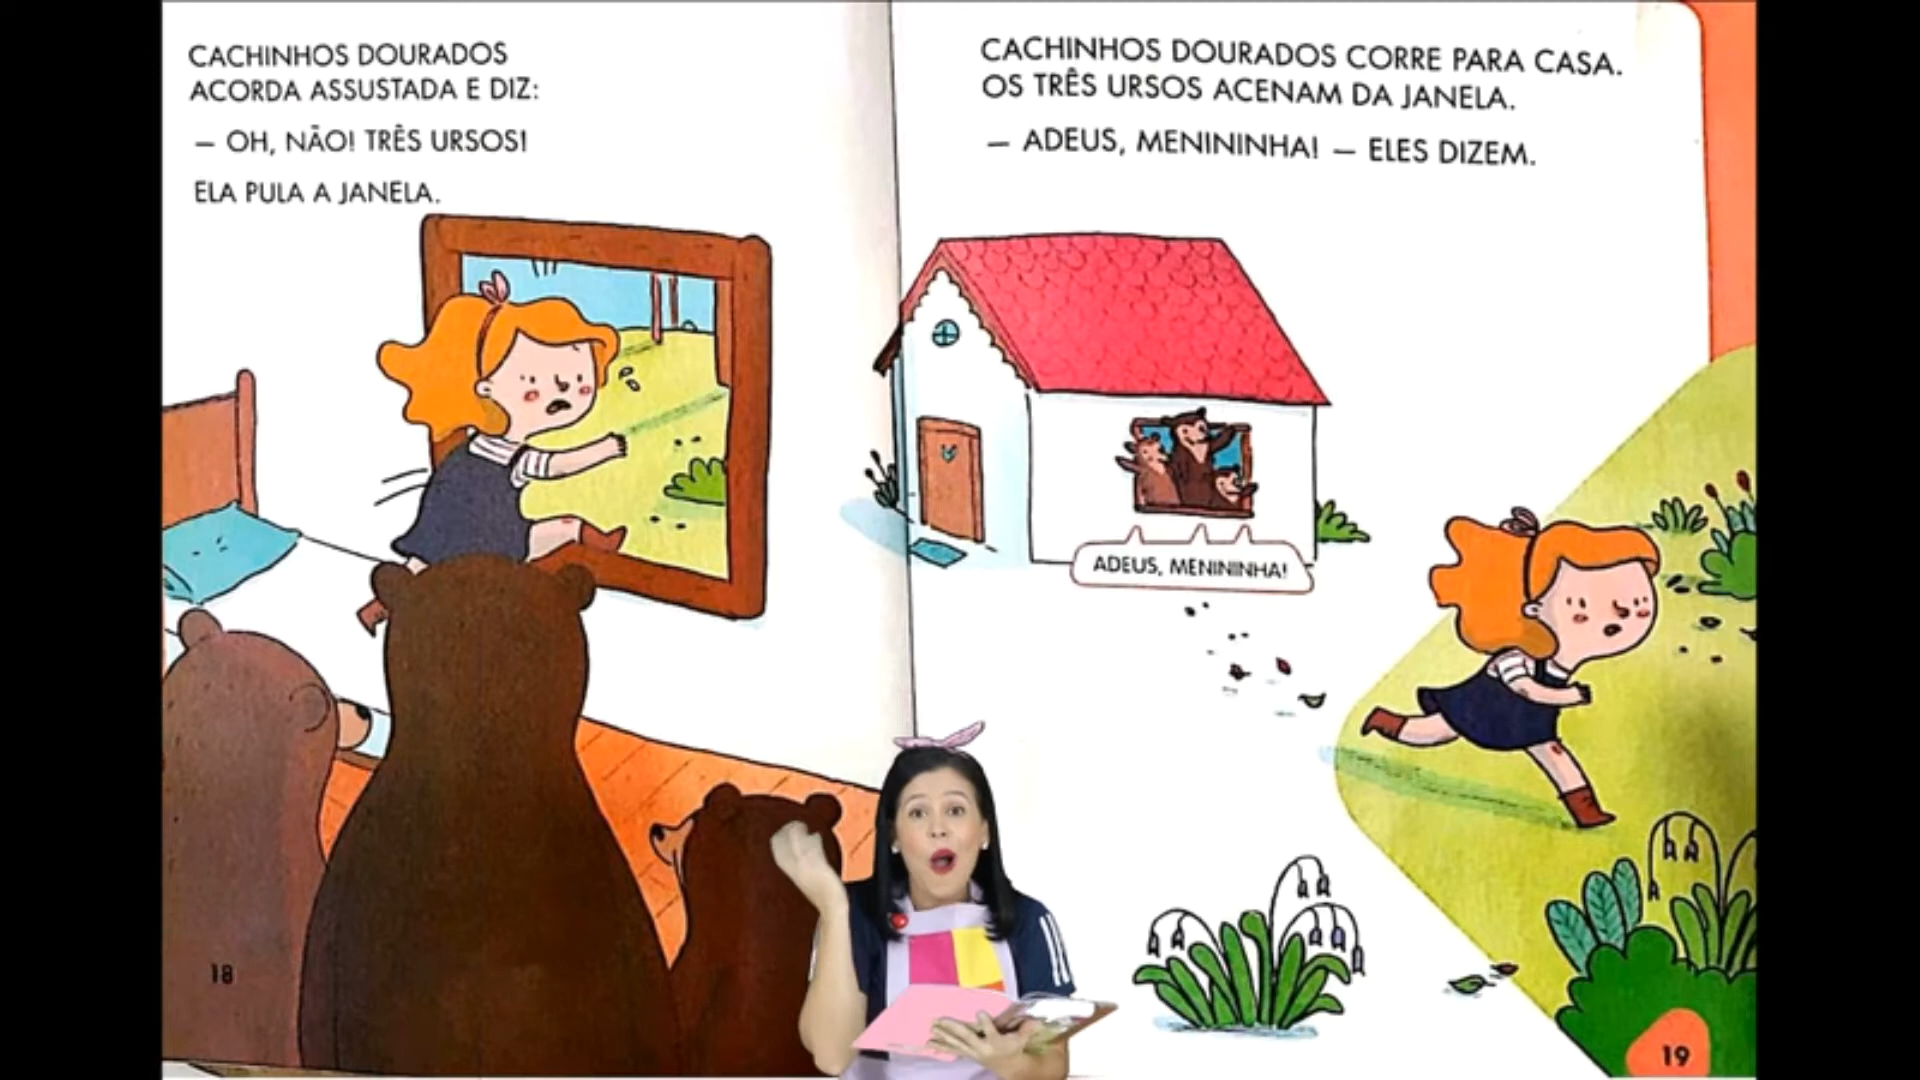 CACHINHOS DOURADOS
ACORDA ASSUSTADA E DIZ:
— OH, NÃO! TRÊS URSOS!
ELA PULA A JANELA.
18
CACHINHOS DOURADOS CORRE PARA CASA.
OS TRÊS URSOS ACENAM DA JANELA.
— ADEUS, MENININHA! — ELES DIZEM.
ADEUS, MENININHA!
19